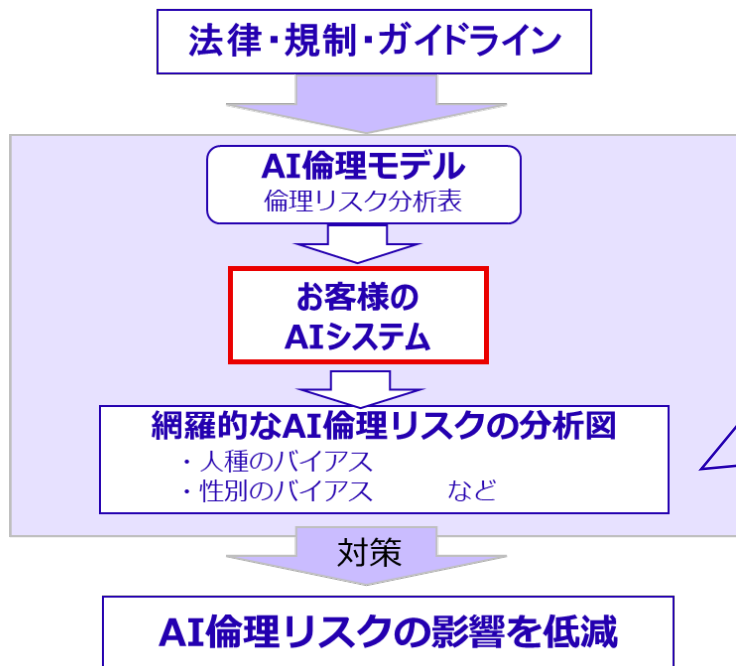 法律・規制・ガイドライン
AI倫理モデル
倫理リスク分析表
お客様の
AIシステム
網羅的なAI倫理リスクの分析図
・人種のバイアス
・性別のバイアス　　　など
対策
AI倫理リスクの影響を低減